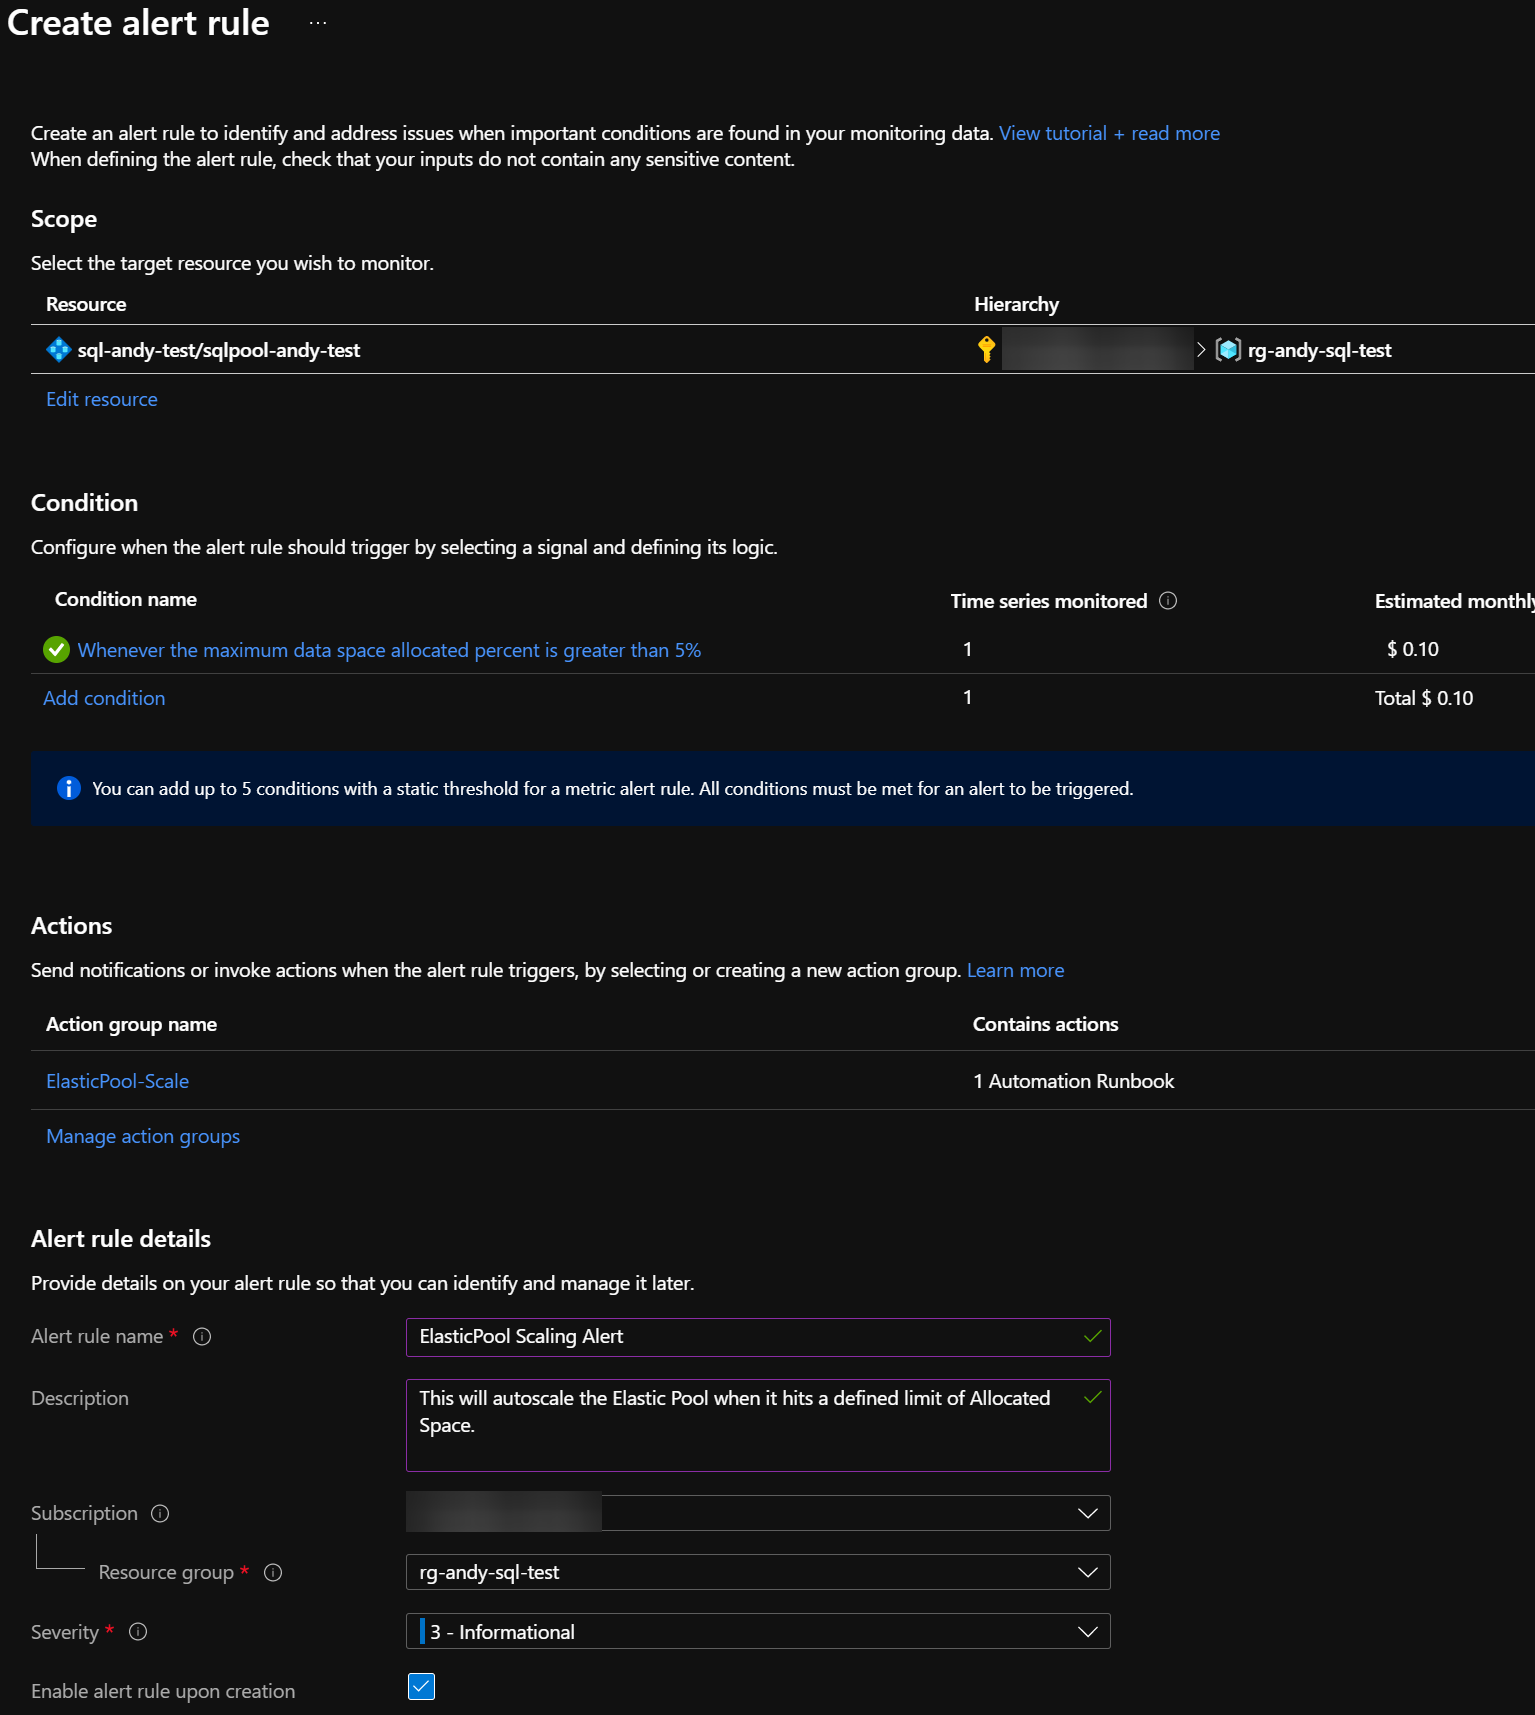 Create alert rule ...
Create an alert rule to identify and address issues when important conditions are found in your monitoring data. View tutorial + read more
When defining the alert rule, check that your inputs do not contain any sensitive content.
Scope
Select the target resource you wish to monitor.
Resource Hierarchy
sql-andy-test/sqlpool-andy-test > rg-andy-sql-test
Edit resource
Condition
Configure when the alert rule should trigger by selecting a signal and defining its logic.
Condition name Time series monitored Estimated monthly
Whenever the maximum data space allocated percent is greater than 5% 1 $ 0.10
Add condition 1 Total $ 0.10
You can add up to 5 conditions with a static threshold for a metric alert rule. All conditions must be met for an alert to be triggered.
Actions
Send notifications or invoke actions when the alert rule triggers, by selecting or creating a new action group. Learn more
Action group name Contains actions
ElasticPool-Scale 1 Automation Runbook
Manage action groups
Alert rule details
Provide details on your alert rule so that you can identify and manage it later.
Alert rule name * ElasticPool Scaling Alert
Description This will autoscale the Elastic Pool when it hits a defined limit of Allocated
Space.
Subscription
Resource group * rg-andy-sql-test
Severity * 3 - Informational
Enable alert rule upon creation